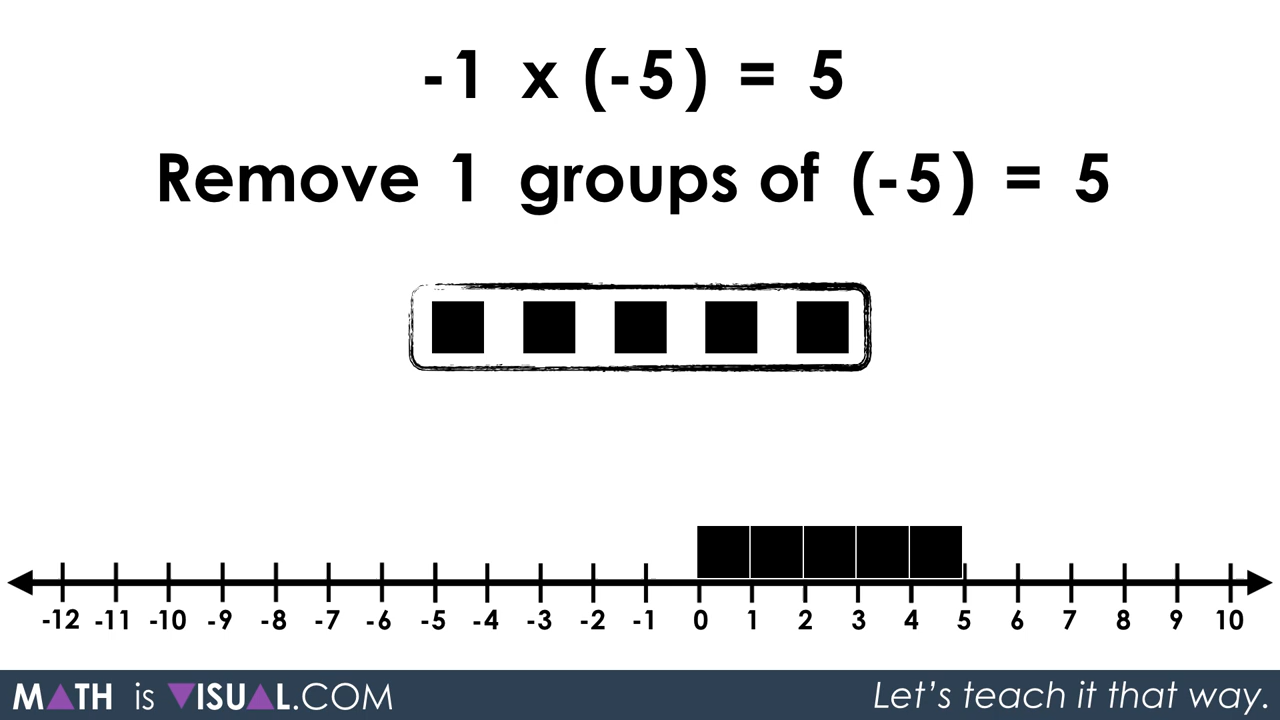 -1 x (-5) = 5
Remove 1 groups of (-5) = 5
-12 -11 -10 -9 -8 -7 -6 -5 -4 -3 -2 -1 0 1 2 3 4 5 6 7 8 9 10
MATH is VISUAL.COM
Let's teach it that way.